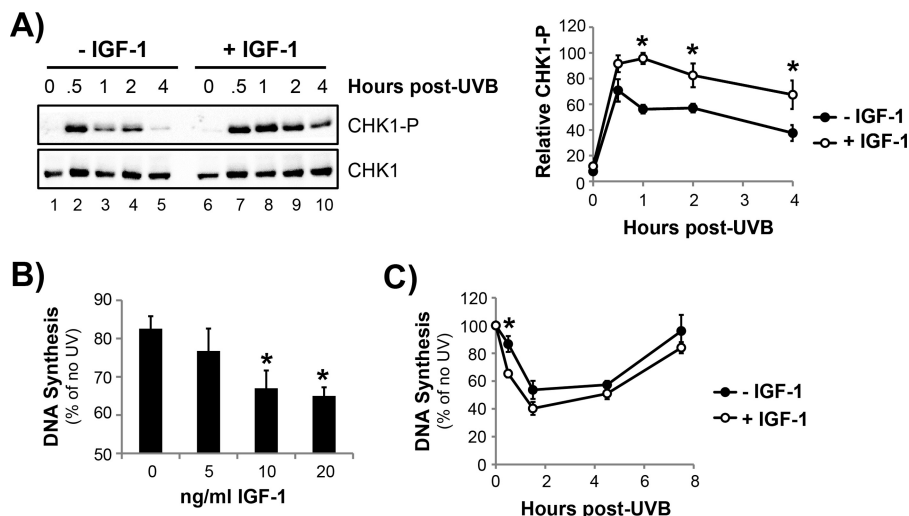 A)
- IGF-1 + IGF-1
0 .5 1 2 4 0 .5 1 2 4 Hours post-UVB
CHK1-P
CHK1
1 2 3 4 5 6 7 8 9 10
Relative CHK1-P
120
100
80
60
40
20
0
* * *
0 1 2 3 4
Hours post-UVB
- IGF-1
+ IGF-1
B)
DNA Synthesis
(% of no UV)
90
80
70
60
50
* *
0 5 10 20
ng/ml IGF-1
C)
DNA Synthesis
(% of no UV)
120
100
80
60
40
20
0
*
0 2 4 6 8
Hours post-UVB
- IGF-1
+ IGF-1